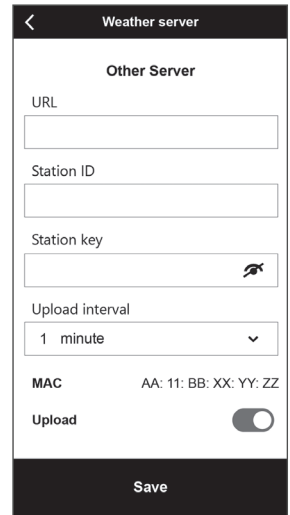 Weather server
Other Server
URL
Station ID
Station key
Upload interval
1 minute
MAC AA: 11: BB: XX: YY: ZZ
Upload
Save